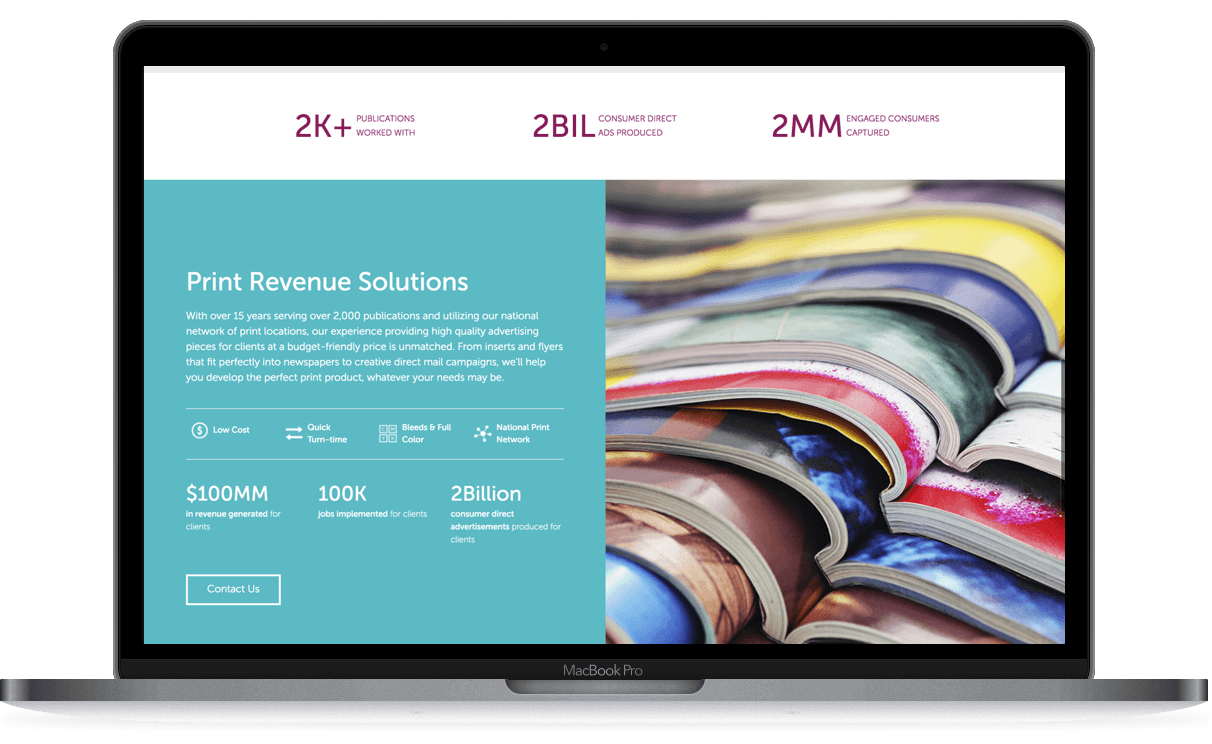 2K+ PUBLICATIONS
WORKED WITH
2BIL CONSUMER DIRECT
ADS PRODUCED
2MM ENGAGED CONSUMERS
CAPTURED
Print Revenue Solutions
With over 15 years serving over 2,000 publications and utilizing our national
network of print locations, our experience providing high quality advertising
pieces for clients at a budget-friendly price is unmatched. From inserts and flyers
that fit perfectly into newspapers to creative direct mail campaigns, we'll help
you develop the perfect print product, whatever your needs may be.
Low Cost
Quick
Turn-time
Bleeds & Full
Color
National Print
Network
$100MM
in revenue generated for
clients
100K
jobs implemented for clients
2Billion
consumer direct
advertisements produced for
clients
Contact Us
MacBook Pro